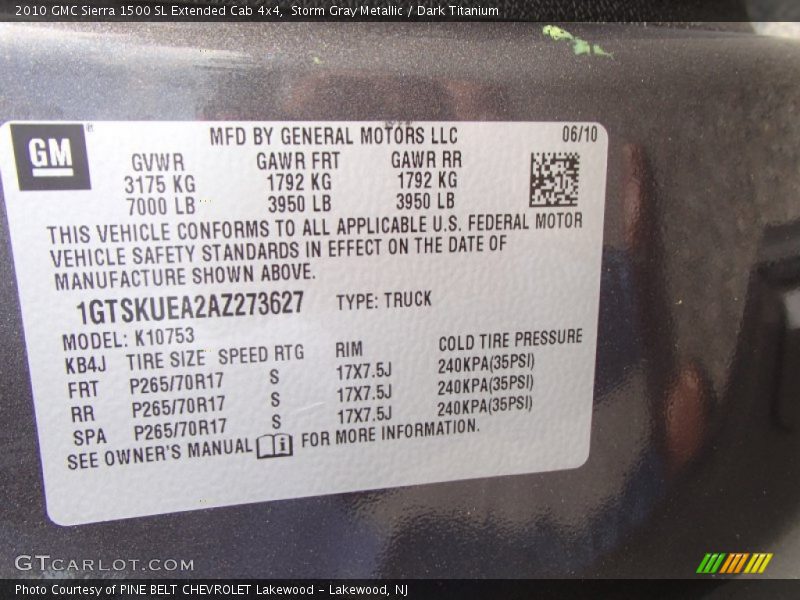 2010 GMC Sierra 1500 SL Extended Cab 4x4, Storm Gray Metallic / Dark Titanium
GM
MFD BY GENERAL MOTORS LLC 06/10
GVWR GAWR FRT GAWR RR
3175 KG 1792 KG 1792 KG
7000 LB 3950 LB 3950 LB
THIS VEHICLE CONFORMS TO ALL APPLICABLE U.S. FEDERAL MOTOR
VEHICLE SAFETY STANDARDS IN EFFECT ON THE DATE OF
MANUFACTURE SHOWN ABOVE.
1GTSKUEA2AZ273627 TYPE: TRUCK
MODEL: K10753
KB4J TIRE SIZE SPEED RTG RIM COLD TIRE PRESSURE
FRT P265/70R17 S 17X7.5J 240KPA(35PSI)
RR P265/70R17 S 17X7.5J 240KPA(35PSI)
SPA P265/70R17 S 17X7.5J 240KPA(35PSI)
SEE OWNER'S MANUAL FOR MORE INFORMATION.
GTCARLOT.COM
Photo Courtesy of PINE BELT CHEVROLET Lakewood - Lakewood, NJ